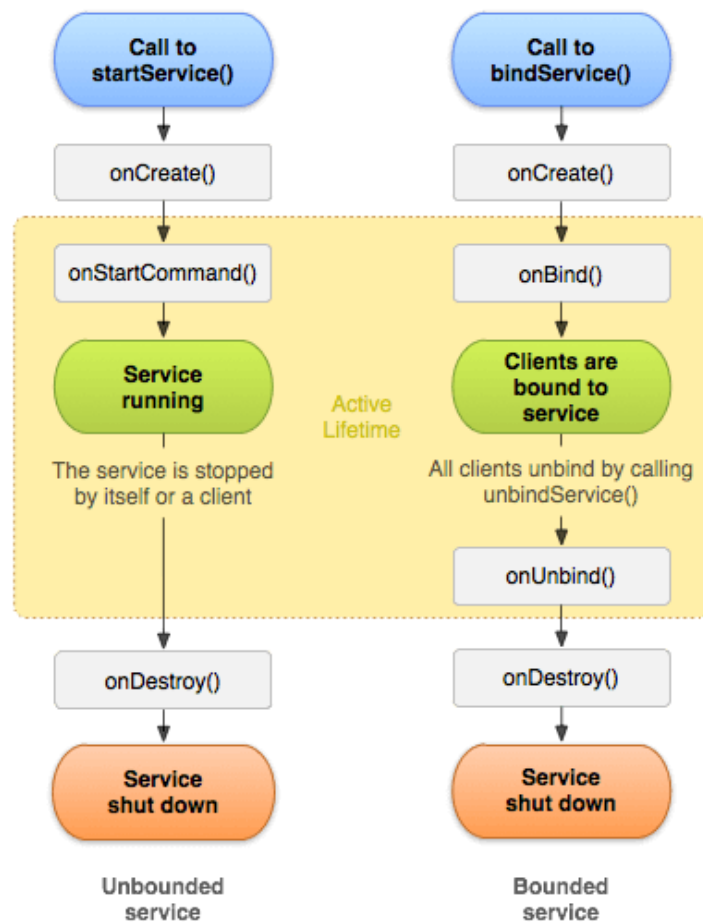 Call to
startService()
onCreate()
onStartCommand()
Service
running
The service is stopped
by itself or a client
onDestroy()
Service
shut down
Unbounded
service
Active
Lifetime
Call to
bindService()
onCreate()
onBind()
Clients are
bound to
service
All clients unbind by calling
unbindService()
onUnbind()
onDestroy()
Service
shut down
Bounded
service